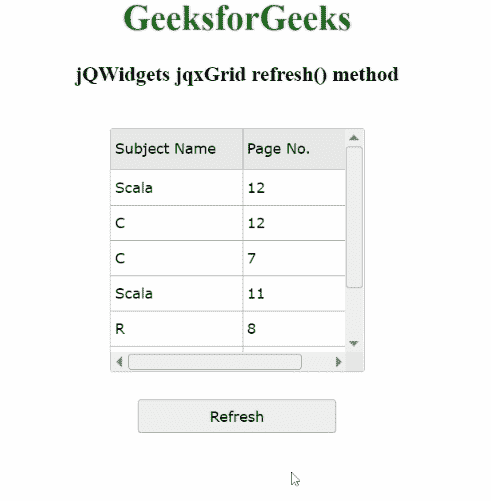 GeeksforGeeks
jQWidgets jqxGrid refresh() method
Subject Name Page No.
Scala 12
C 12
C 7
Scala 11
R 8
Refresh